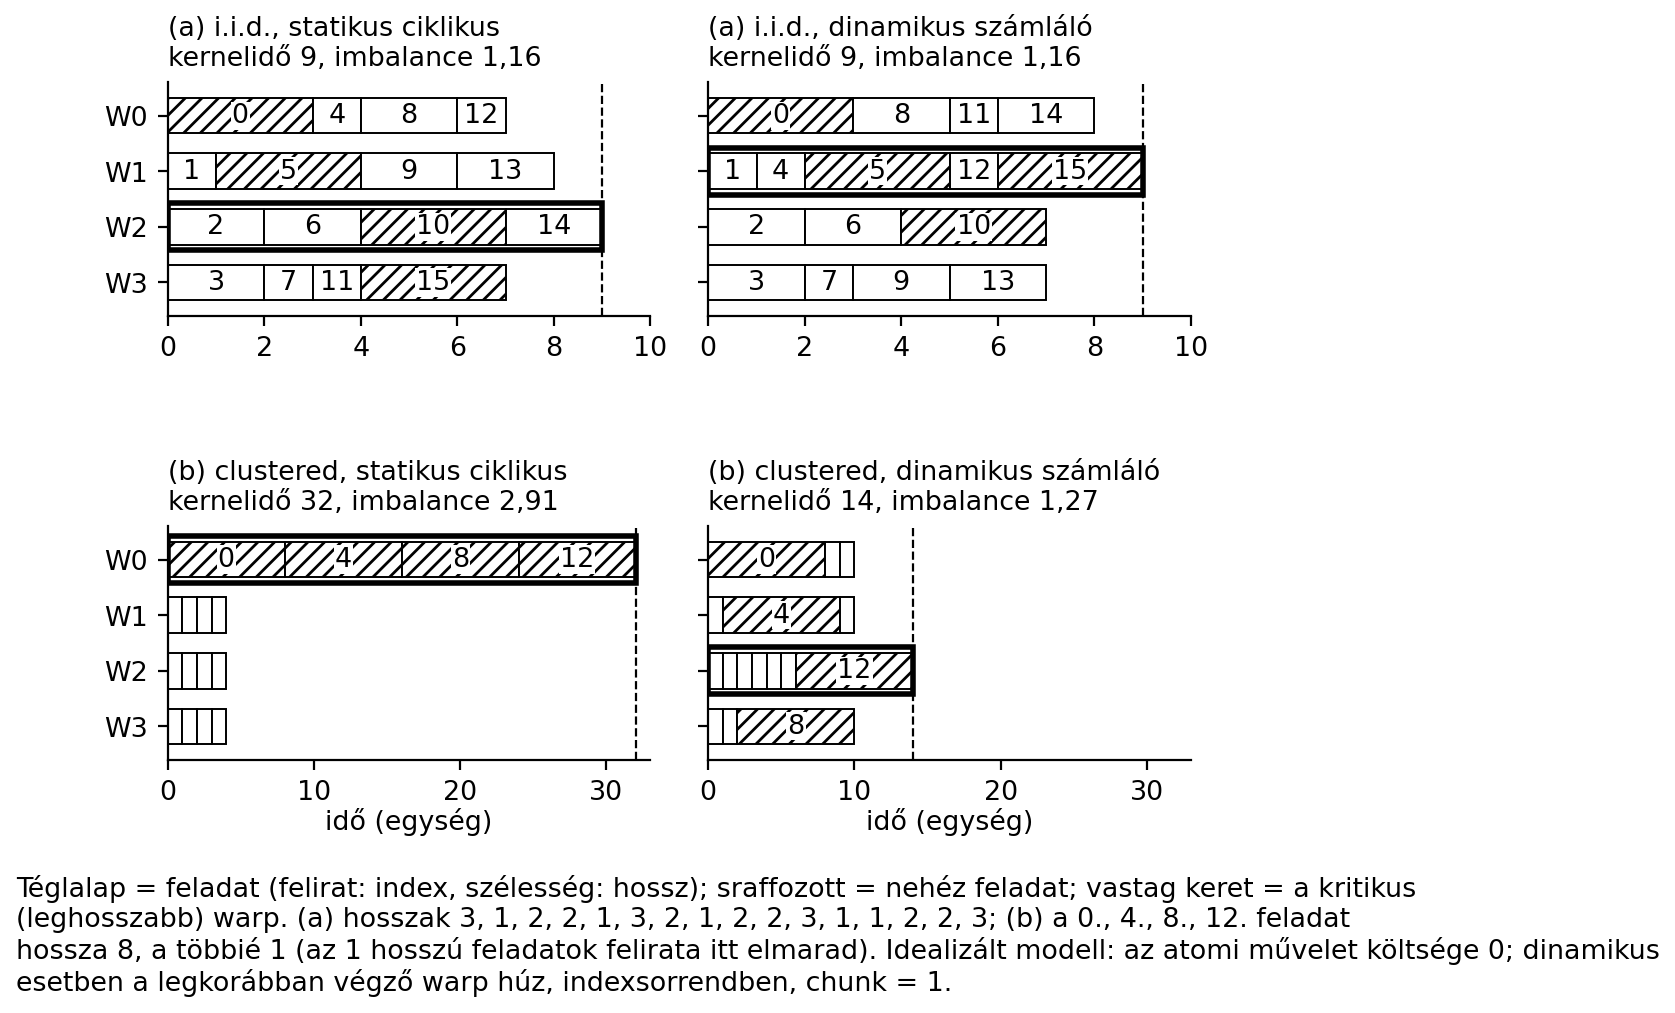 (a) i.i.d., statikus ciklikus
kernelidő 9, imbalance 1,16
W0 0 4 8 12
W1 1 5 9 13
W2 2 6 10 14
W3 3 7 11 15
0 2 4 6 8 10
(a) i.i.d., dinamikus számláló
kernelidő 9, imbalance 1,16
0 8 11 14
1 4 5 12 15
2 6 10
3 7 9 13
0 2 4 6 8 10
(b) clustered, statikus ciklikus
kernelidő 32, imbalance 2,91
W0 0 4 8 12
W1
W2
W3
0 10 20 30
idő (egység)
(b) clustered, dinamikus számláló
kernelidő 14, imbalance 1,27
0
4
12
8
0 10 20 30
idő (egység)
Téglalap = feladat (felirat: index, szélesség: hossz); sraffozott = nehéz feladat; vastag keret = a kritikus
(leghosszabb) warp. (a) hosszak 3, 1, 2, 2, 1, 3, 2, 1, 2, 2, 3, 1, 1, 2, 2, 3; (b) a 0., 4., 8., 12. feladat
hossza 8, a többié 1 (az 1 hosszú feladatok felirata itt elmarad). Idealizált modell: az atomi művelet költsége 0; dinamikus
esetben a legkorábban végző warp húz, indexsorrendben, chunk = 1.